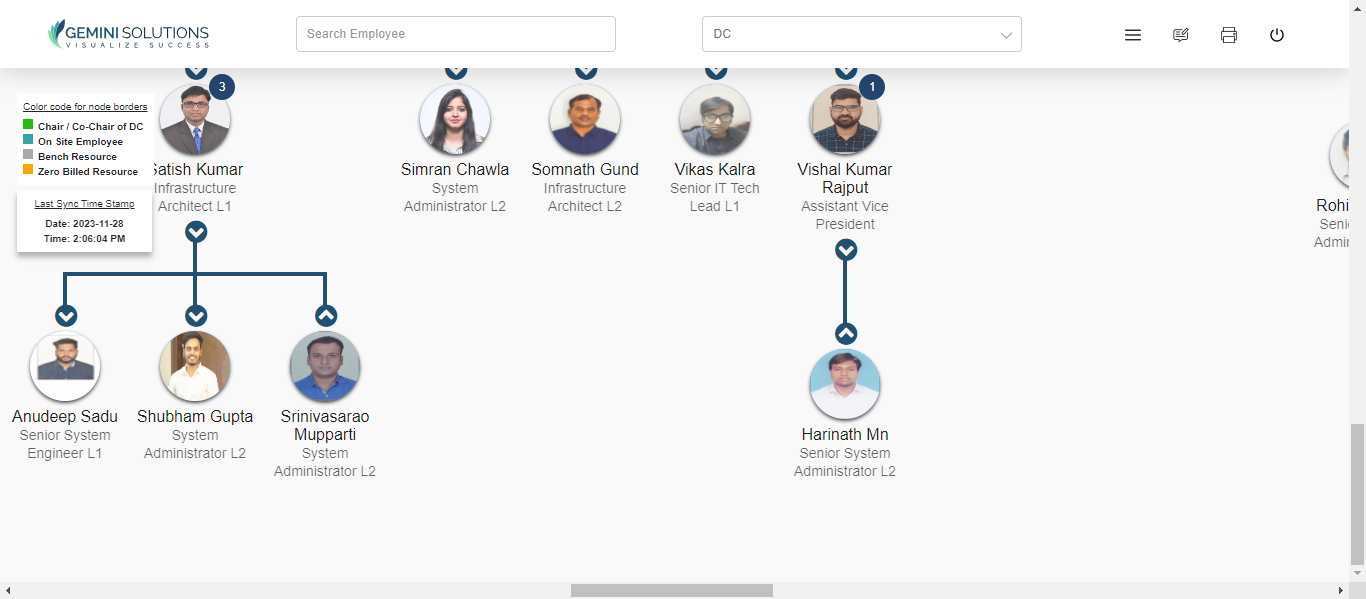 GEMINI SOLUTIONS
VISUALIZE SUCCESS
Search Employee
DC
3
1
Color code for node borders
Chair / Co-Chair of DC
On Site Employee
Bench Resource
Zero Billed Resource
Last Sync Time Stamp
Date: 2023-11-28
Time: 2:06:04 PM
Satish Kumar
Infrastructure
Architect L1
Simran Chawla
System
Administrator L2
Somnath Gund
Infrastructure
Architect L2
Vikas Kalra
Senior IT Tech
Lead L1
Vishal Kumar
Rajput
Assistant Vice
President
Rohi
Seni
Admi
Anudeep Sadu
Senior System
Engineer L1
Shubham Gupta
System
Administrator L2
Srinivasarao
Mupparti
System
Administrator L2
Harinath Mn
Senior System
Administrator L2